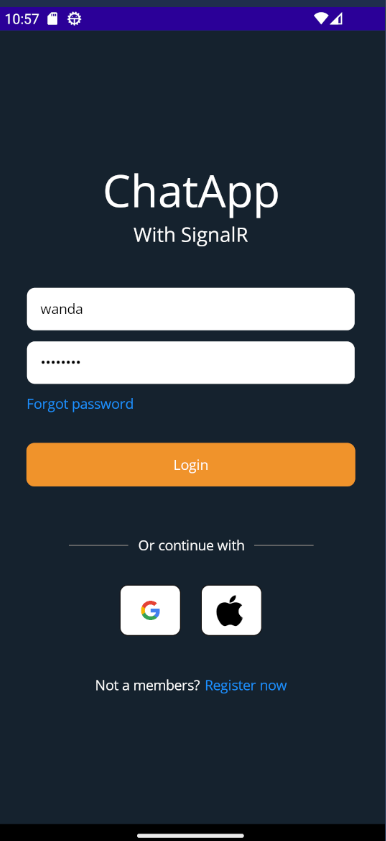 10:57
ChatApp
With SignalR
wanda
••••••••
Forgot password
Login
Or continue with
G
Not a members? Register now